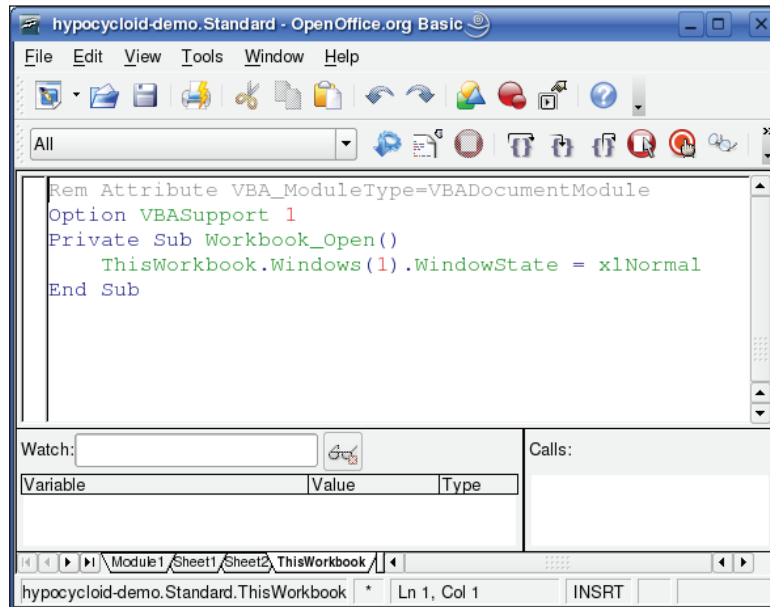 hypocycloid-demo.Standard - OpenOffice.org Basic
File Edit View Tools Window Help
All
Rem Attribute VBA_ModuleType=VBADocumentModule
Option VBASupport 1
Private Sub Workbook_Open()
    ThisWorkbook.Windows(1).WindowState = xlNormal
End Sub
Watch:
Calls:
Variable Value Type
Module1 Sheet1 Sheet2 ThisWorkbook
hypocycloid-demo.Standard.ThisWorkbook * Ln 1, Col 1 INSRT